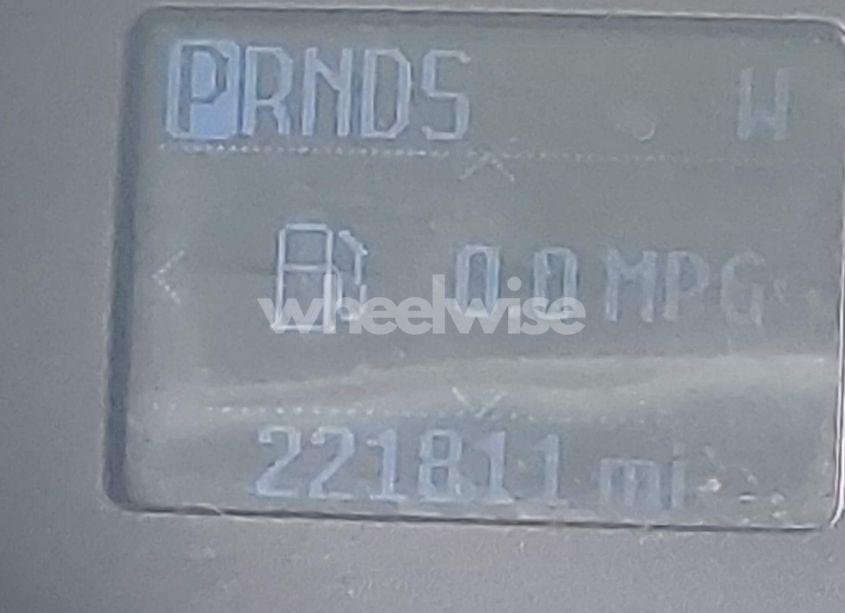 PRNDS W
0.0 MPG
wheelwise
221811 mi